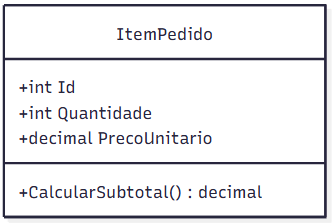 ItemPedido
+int Id
+int Quantidade
+decimal PrecoUnitario
+CalcularSubtotal() : decimal